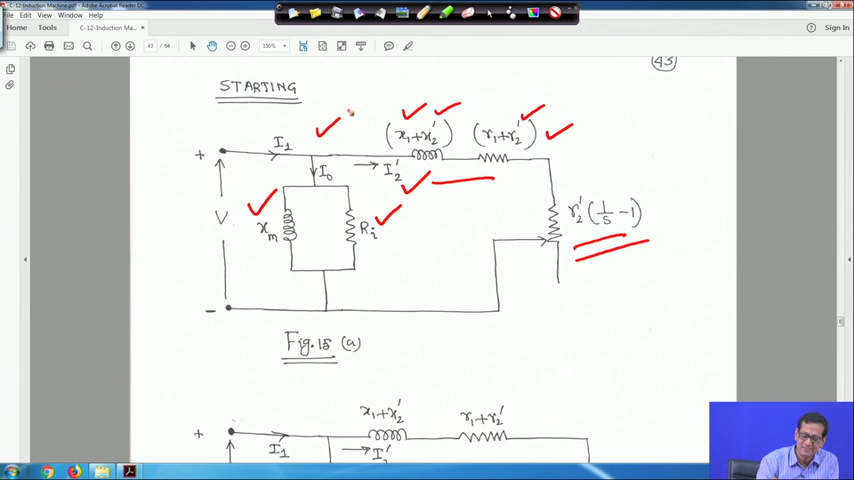 C-12-Induction Machine.pdf - Adobe Acrobat Reader DC
File Edit View Window Help
Home Tools C-12-Induction Ma... ×
43 / 64 150%
43
STARTING
(x₁+x₂′) (r₁+r₂′)
+ I₁
I₀ I₂′
V xₘ Rᵢ r₂′(1/s −1)
−
Fig.15 (a)
x₁+x₂′ r₁+r₂′
+ I₁ I₂′